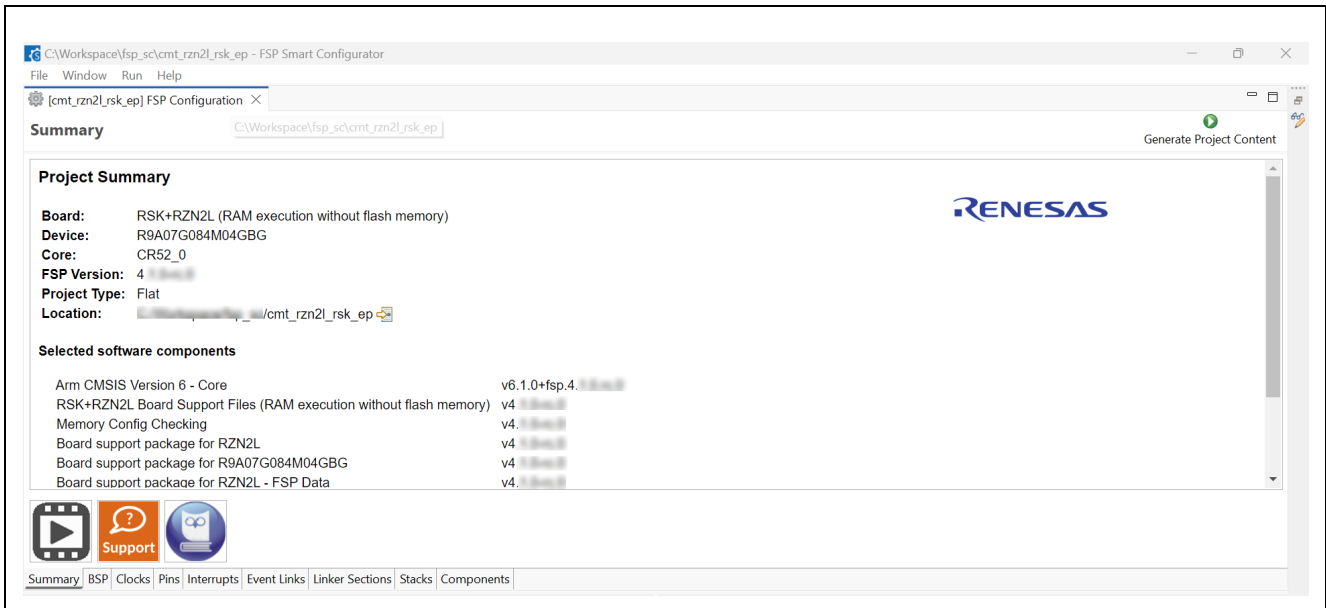 C:\Workspace\fsp_sc\cmt_rzn2l_rsk_ep - FSP Smart Configurator
File Window Run Help
[cmt_rzn2l_rsk_ep] FSP Configuration
Summary
C:\Workspace\fsp_sc\cmt_rzn2l_rsk_ep
Generate Project Content
Project Summary
RENESAS
Board: RSK+RZN2L (RAM execution without flash memory)
Device: R9A07G084M04GBG
Core: CR52_0
FSP Version: 4
Project Type: Flat
Location: /cmt_rzn2l_rsk_ep
Selected software components
Arm CMSIS Version 6 - Core v6.1.0+fsp.4.
RSK+RZN2L Board Support Files (RAM execution without flash memory) v4
Memory Config Checking v4.
Board support package for RZN2L v4
Board support package for R9A07G084M04GBG v4
Board support package for RZN2L - FSP Data v4.
? Support
Summary BSP Clocks Pins Interrupts Event Links Linker Sections Stacks Components